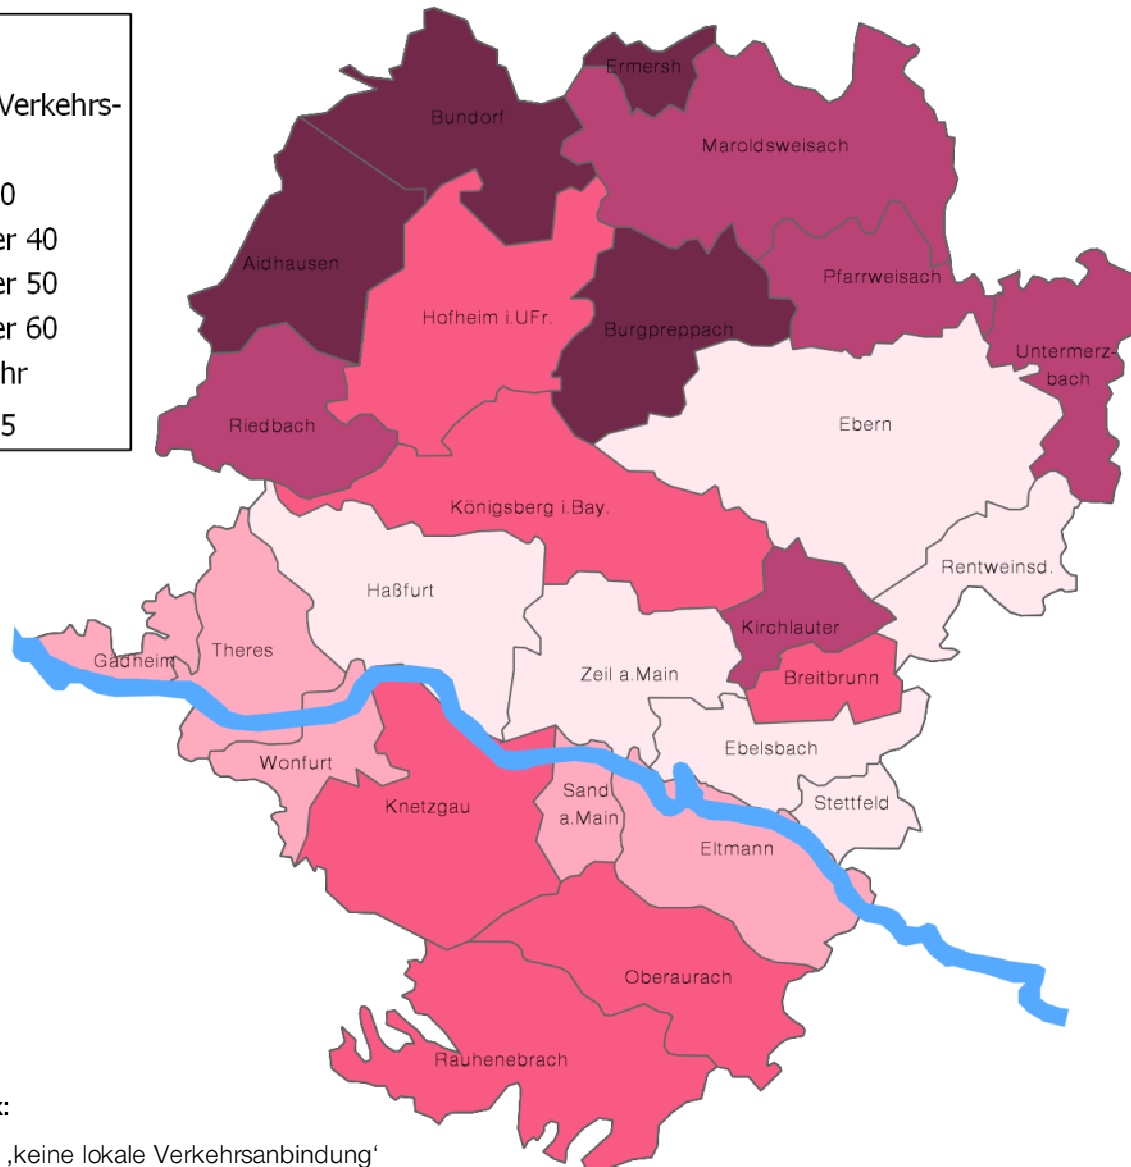 Verkehrs-
0
er 40
er 50
er 60
hr
5
Ermersh.
Bundorf
Maroldsweisach
Aidhausen
Pfarrweisach
Hofheim i.UFr.
Burgpreppach
Untermerz-
bach
Riedbach
Ebern
Königsberg i.Bay.
Rentweinsd.
Haßfurt
Kirchlauter
Gädheim
Theres
Zeil a.Main
Breitbrunn
Ebelsbach
Wonfurt
Sand
a.Main
Knetzgau
Stettfeld
Eltmann
Oberaurach
Rauhenebrach
:
‚keine lokale Verkehrsanbindung‘